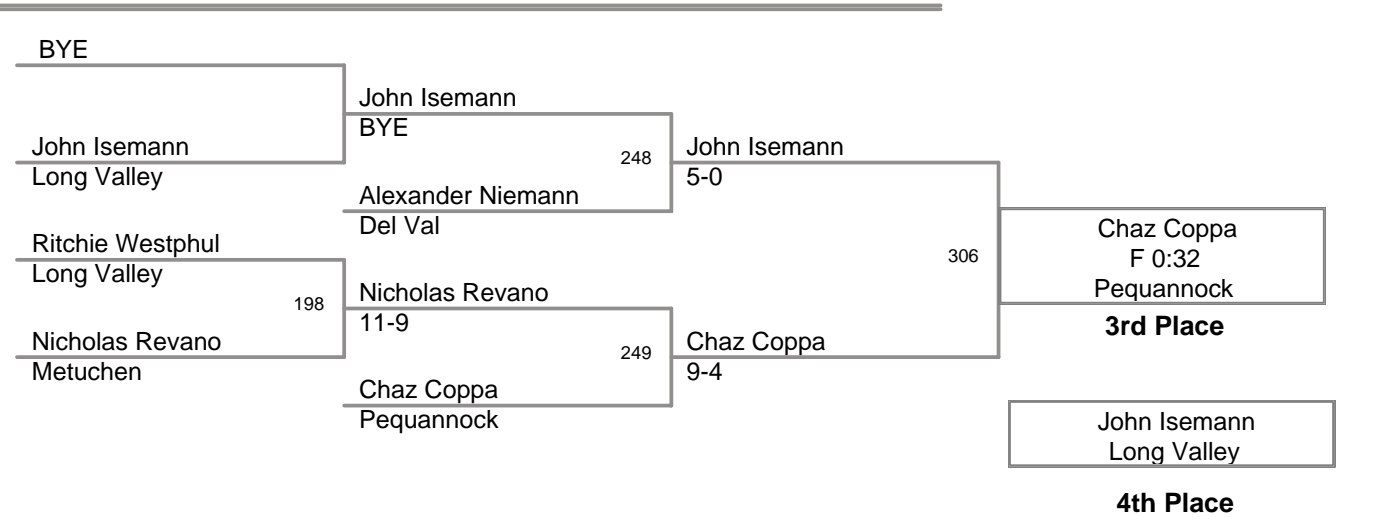 BYE
John Isemann
Long Valley
Ritchie Westphul
Long Valley
198
Nicholas Revano
Metuchen
John Isemann
BYE
248
Alexander Niemann
Del Val
Nicholas Revano
11-9
249
Chaz Coppa
Pequannock
John Isemann
5-0
306
Chaz Coppa
9-4
Chaz Coppa
F 0:32
Pequannock
3rd Place
John Isemann
Long Valley
4th Place